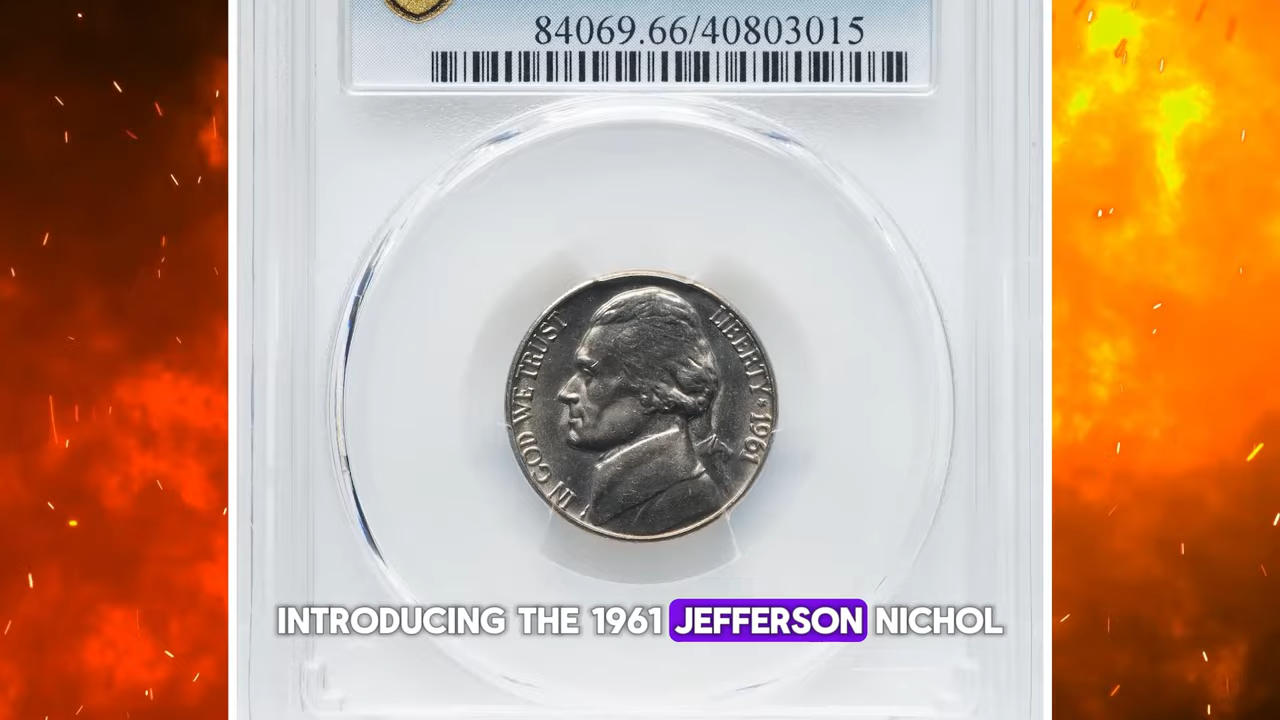 84069.66/40803015
IN GOD WE TRUST
LIBERTY * 1961
INTRODUCING THE 1961 JEFFERSON NICHOL